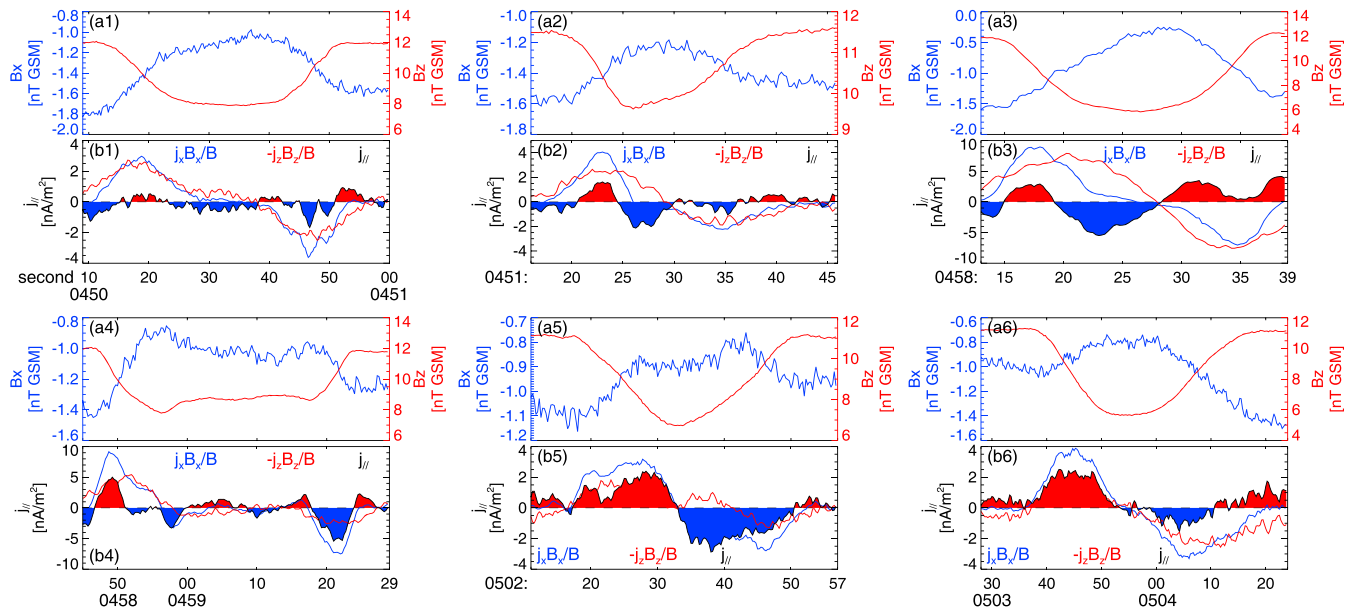 (a1) (a2) (a3)
-0.8 -1.0 -1.2 -1.4 -1.6 -1.8 -2.0 14 12 10 8 6 -1.0 -1.2 -1.4 -1.6 -1.8 12 11 10 9 0.0 -0.5 -1.0 -1.5 -2.0 14 12 10 8 6 4
Bx [nT GSM] Bz [nT GSM] Bx [nT GSM] Bz [nT GSM] Bx [nT GSM] Bz [nT GSM]
(b1) jxBx/B -jzBz/B j// (b2) jxBx/B -jzBz/B j// (b3) jxBx/B -jzBz/B j//
4 2 0 -2 -4 4 2 0 -2 -4 10 5 0 -5 -10
j// [nA/m2] j// [nA/m2] j// [nA/m2]
second 10 20 30 40 50 00 0451: 20 25 30 35 40 45 0458: 15 20 25 30 35 39
0450 0451
(a4) (a5) (a6)
-0.8 -1.0 -1.2 -1.4 -1.6 14 12 10 8 6 -0.7 -0.8 -0.9 -1.0 -1.1 -1.2 12 10 8 6 -0.6 -0.8 -1.0 -1.2 -1.4 -1.6 12 10 8 6 4
Bx [nT GSM] Bz [nT GSM] Bx [nT GSM] Bz [nT GSM] Bx [nT GSM] Bz [nT GSM]
jxBx/B -jzBz/B j// (b5) (b6)
10 5 0 -5 -10 4 2 0 -2 -4 4 2 0 -2 -4
j// [nA/m2] j// [nA/m2] j// [nA/m2]
(b4) jxBx/B -jzBz/B j// jxBx/B -jzBz/B j//
50 00 10 20 29 0502: 20 30 40 50 57 30 40 50 00 10 20
0458 0459 0503 0504